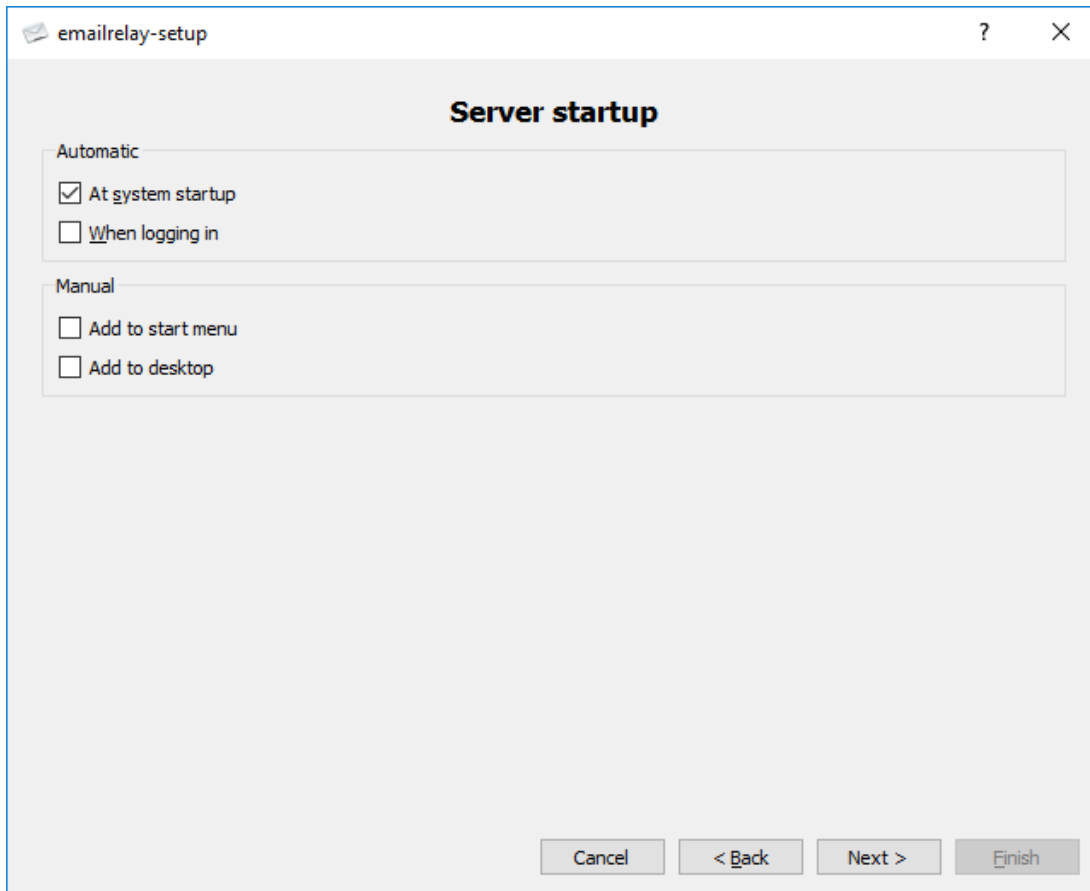 emailrelay-setup ?
Server startup
Automatic
At system startup
When logging in
Manual
Add to start menu
Add to desktop
Cancel < Back Next > Finish